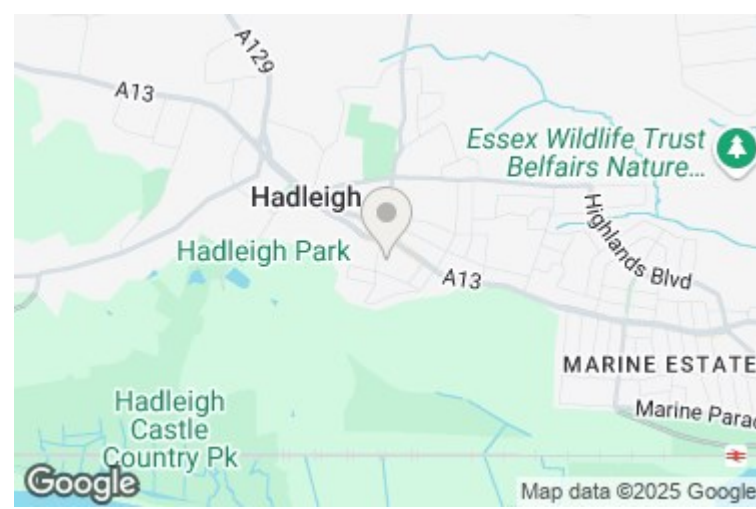 A129
A13
Essex Wildlife Trust
Belfairs Nature...
Hadleigh
Highlands Blvd
Hadleigh Park
A13
MARINE ESTATE
Hadleigh
Castle
Country Pk
Marine Parad
Google
Map data ©2025 Google